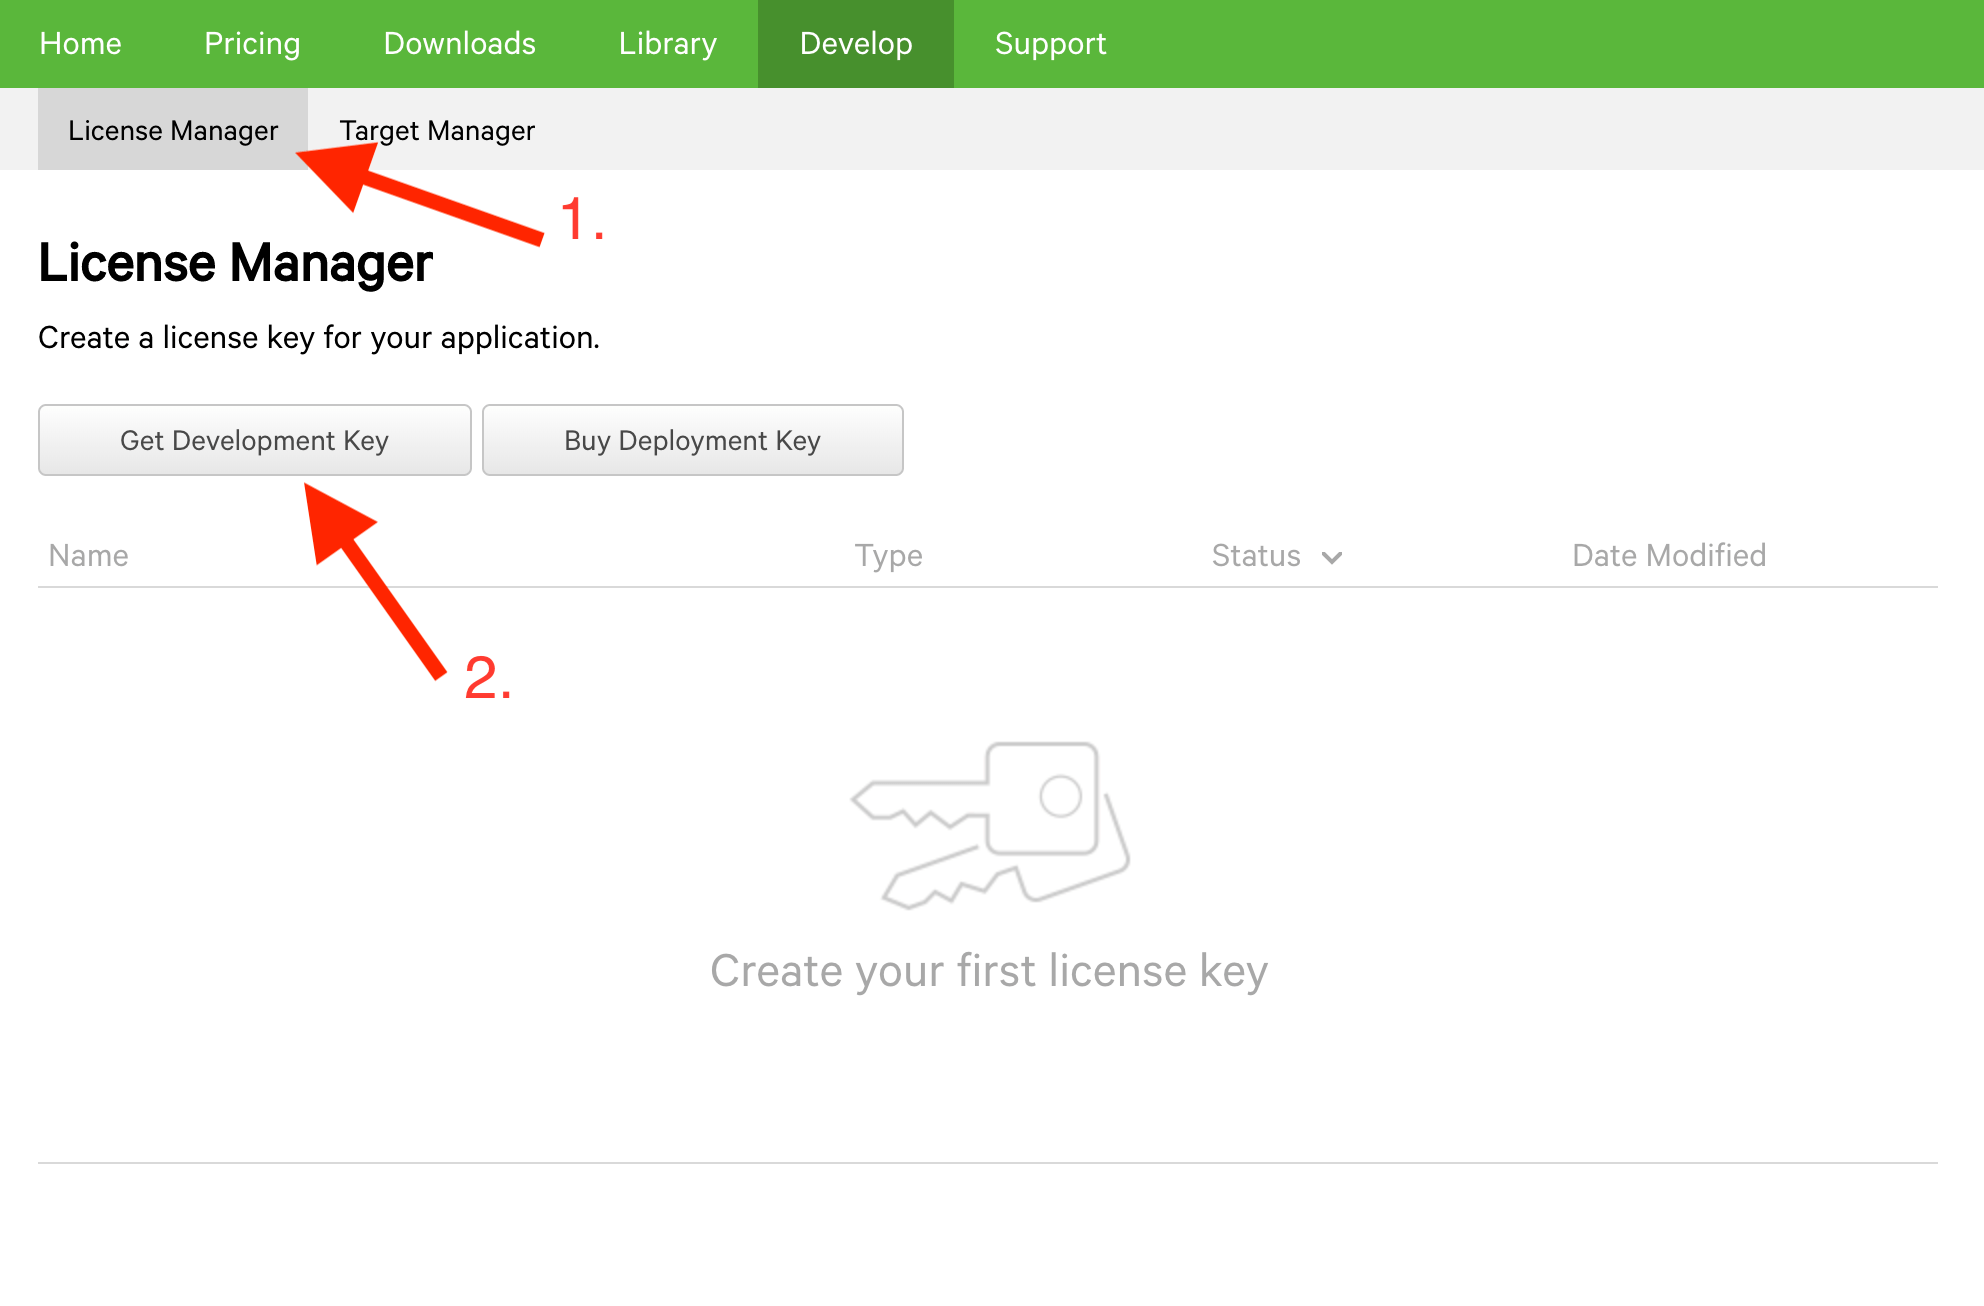 Home Pricing Downloads Library Develop Support
License Manager Target Manager
1.
License Manager
Create a license key for your application.
Get Development Key Buy Deployment Key
Name Type Status Date Modified
2.
Create your first license key